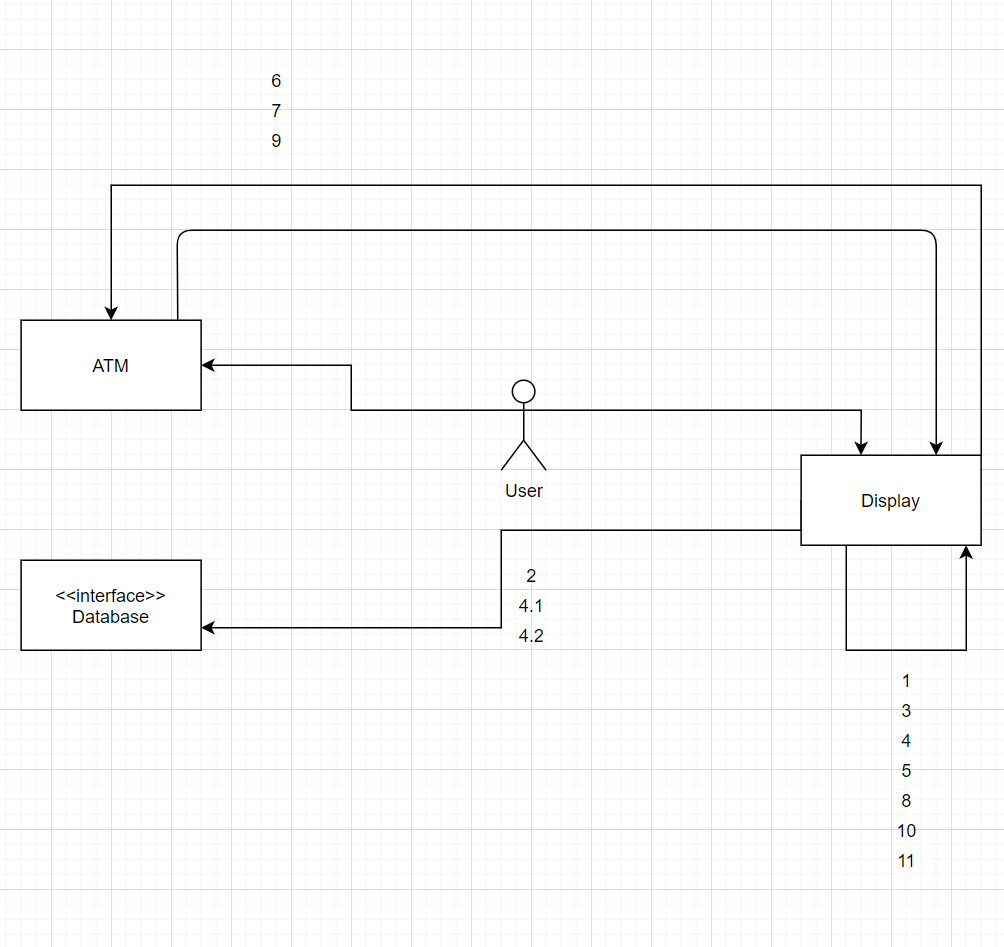 6
7
9
ATM
User
Display
2
4.1
4.2
<<interface>>
Database
1
3
4
5
8
10
11